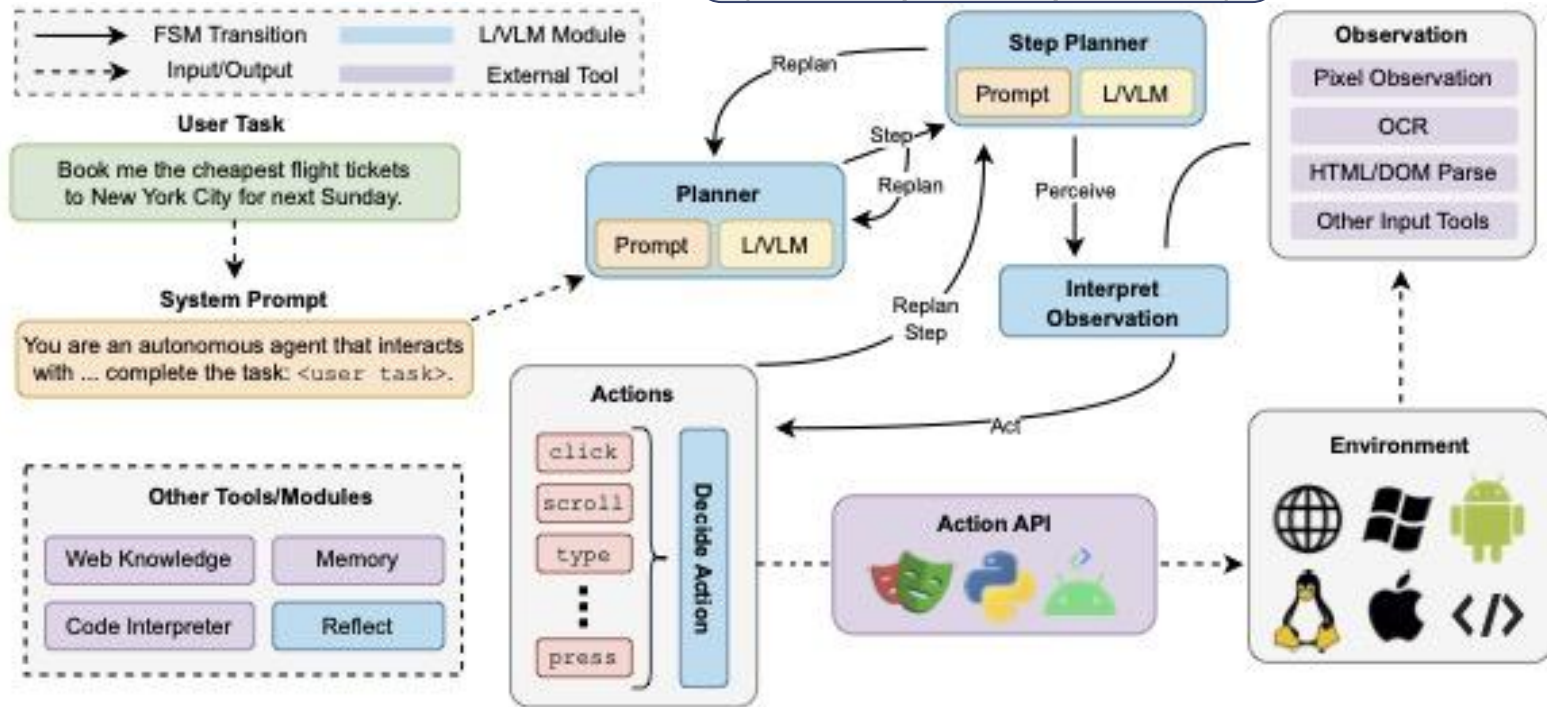 FSM Transition
L/VLM Module
Input/Output
External Tool
User Task
Book me the cheapest flight tickets
to New York City for next Sunday.
System Prompt
You are an autonomous agent that interacts
with ... complete the task: <user task>.
Other Tools/Modules
Web Knowledge
Memory
Code Interpreter
Reflect
Planner
Prompt
L/VLM
Replan
Step
Replan
Step Planner
Prompt
L/VLM
Perceive
Interpret
Observation
Replan
Step
Act
Actions
click
scroll
type
press
Decide Action
Action API
Observation
Pixel Observation
OCR
HTML/DOM Parse
Other Input Tools
Environment